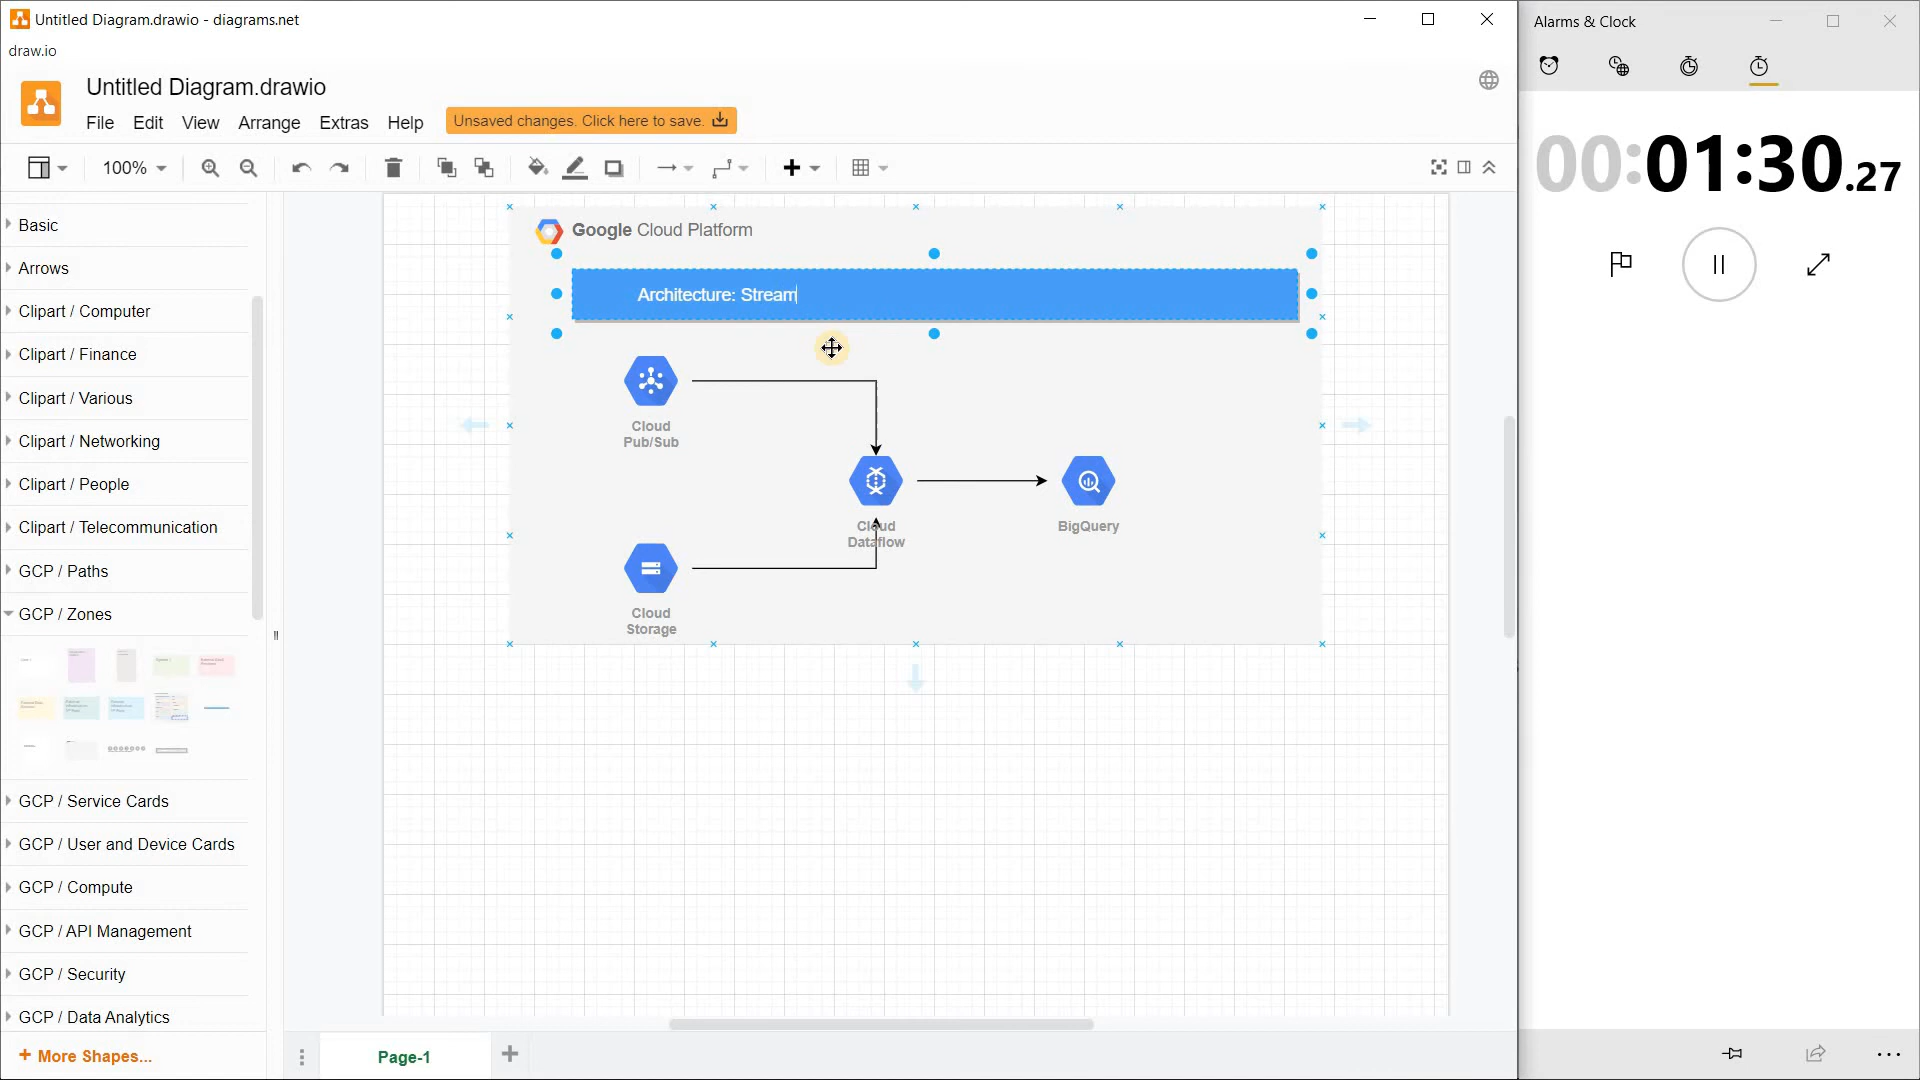 Untitled Diagram.drawio - diagrams.net
draw.io
Untitled Diagram.drawio
File Edit View Arrange Extras Help
Unsaved changes. Click here to save.
100%
Basic
Arrows
Clipart / Computer
Clipart / Finance
Clipart / Various
Clipart / Networking
Clipart / People
Clipart / Telecommunication
GCP / Paths
GCP / Zones
GCP / Service Cards
GCP / User and Device Cards
GCP / Compute
GCP / API Management
GCP / Security
GCP / Data Analytics
+ More Shapes...
Google Cloud Platform
Architecture: Stream
Cloud
Pub/Sub
Cloud
Dataflow
BigQuery
Cloud
Storage
Page-1
Alarms & Clock
00:01:30.27